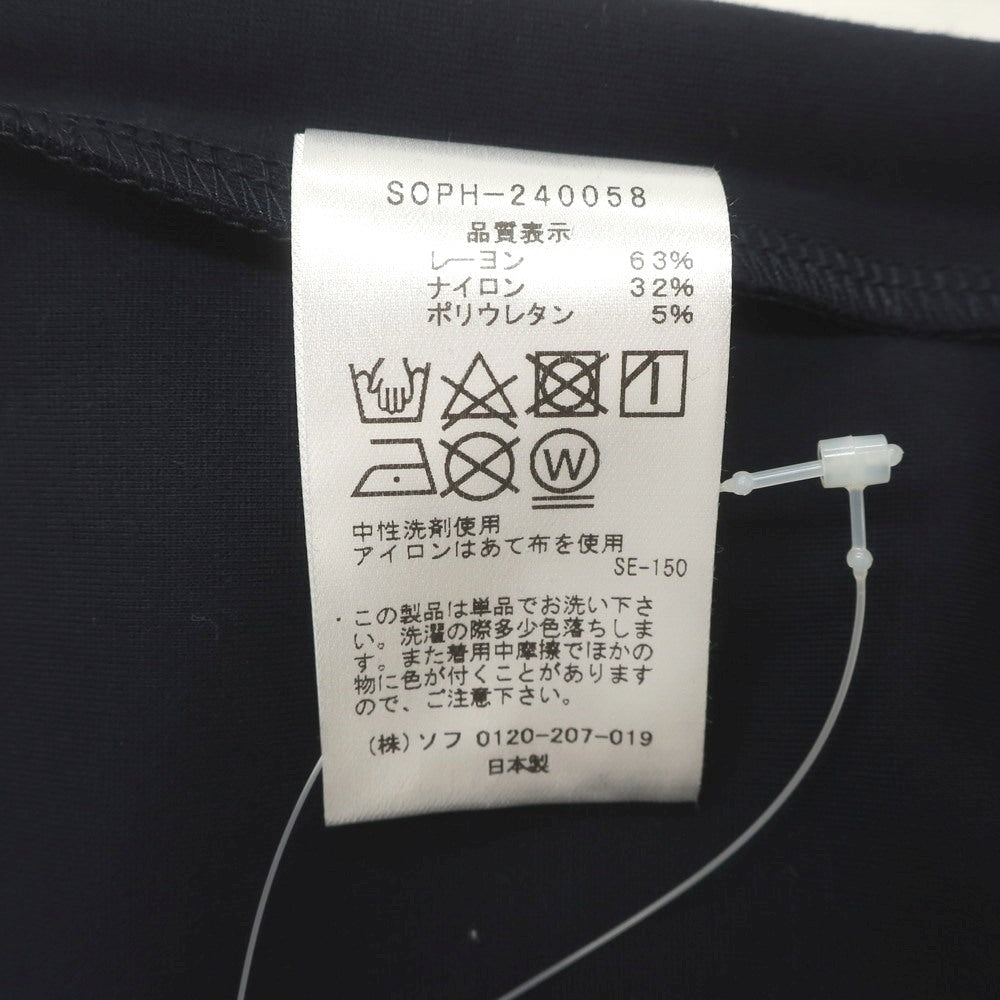 SOPH-240058
品質表示
レーヨン 63%
ナイロン 32%
ポリウレタン 5%
W
中性洗剤使用
アイロンはあて布を使用
SE-150
この製品は単品でお洗い下さ
い。洗濯の際多少色落ちしま
す。また着用中摩擦でほかの
物に色が付くことがあります
ので、ご注意下さい。
(株)ソフ 0120-207-019
日本製